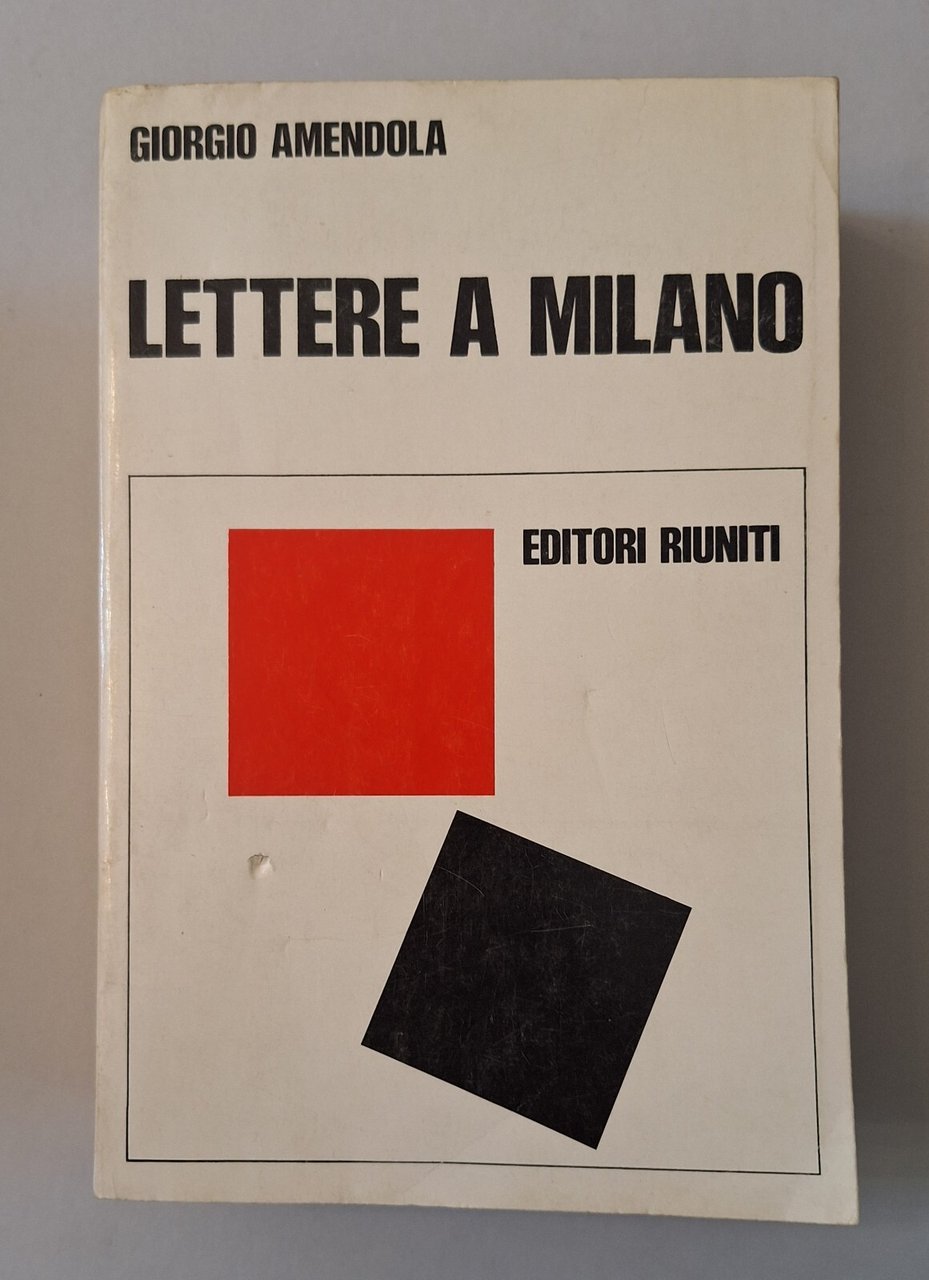 GIORGIO AMENDOLA
LETTERE A MILANO
EDITORI RIUNITI